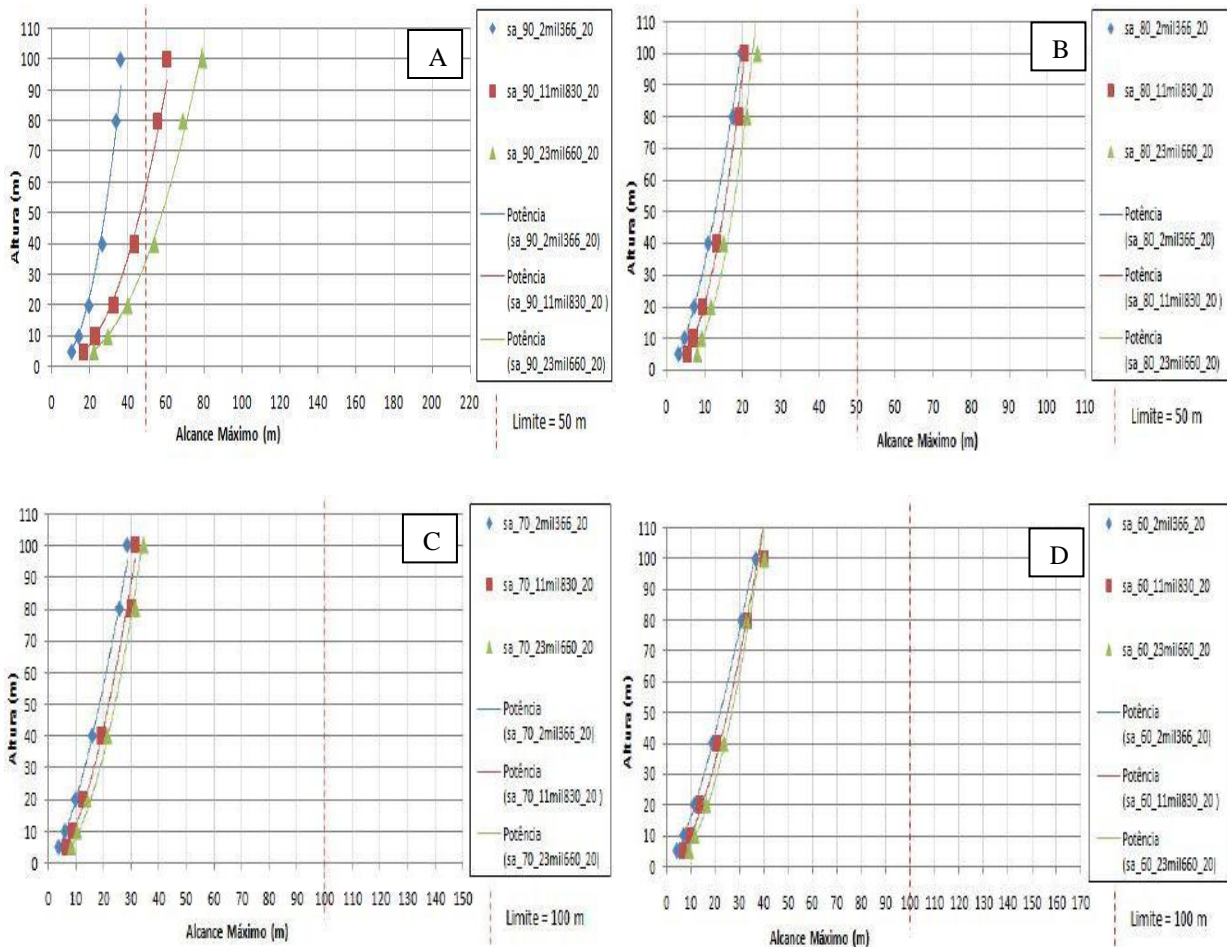 A
110
100
90
80
70
60
50
40
30
20
10
0
Altura (m)
0 20 40 60 80 100 120 140 160 180 200 220
Alcance Máximo (m)
sa_90_2mil366_20
sa_90_11mil830_20
sa_90_23mil660_20
Potência
(sa_90_2mil366_20)
Potência
(sa_90_11mil830_20 )
Potência
(sa_90_23mil660_20)
Limite = 50 m
B
110
100
90
80
70
60
50
40
30
20
10
0
Altura (m)
0 10 20 30 40 50 60 70 80 90 100 110
Alcance Máximo (m)
sa_80_2mil366_20
sa_80_11mil830_20
sa_80_23mil660_20
Potência
(sa_80_2mil366_20)
Potência
(sa_80_11mil830_20 )
Potência
(sa_80_23mil660_20)
Limite = 50 m
C
110
100
90
80
70
60
50
40
30
20
10
0
Altura (m)
0 10 20 30 40 50 60 70 80 90 100 110 120 130 140 150
Alcance Máximo (m)
sa_70_2mil366_20
sa_70_11mil830_20
sa_70_23mil660_20
Potência
(sa_70_2mil366_20)
Potência
(sa_70_11mil830_20 )
Potência
(sa_70_23mil660_20)
Limite = 100 m
D
110
100
90
80
70
60
50
40
30
20
10
0
Altura (m)
0 10 20 30 40 50 60 70 80 90 100 110 120 130 140 150 160 170
Alcance Máximo (m)
sa_60_2mil366_20
sa_60_11mil830_20
sa_60_23mil660_20
Potência
(sa_60_2mil366_20)
Potência
(sa_60_11mil830_20 )
Potência
(sa_60_23mil660_20)
Limite = 100 m